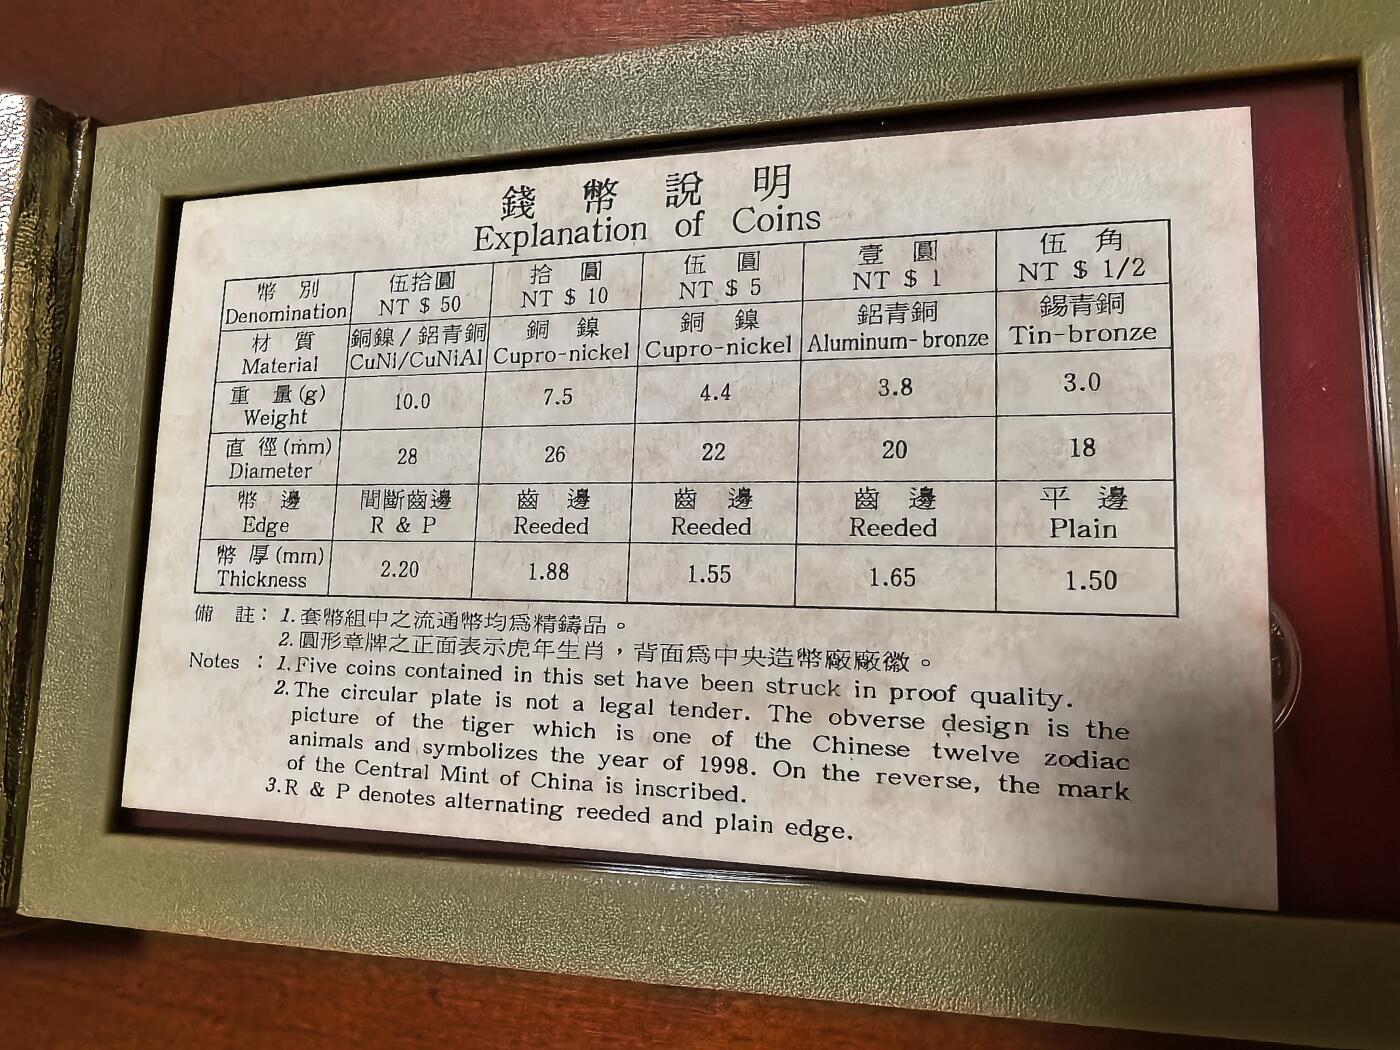 錢幣說明
Explanation of Coins
幣別 伍拾圓 拾圓 伍圓 壹圓 伍角
Denomination NT $ 50 NT $ 10 NT $ 5 NT $ 1 NT $ 1/2
材質 銅鎳/鋁青銅 銅鎳 銅鎳 鋁青銅 錫青銅
Material CuNi/CuNiAl Cupro-nickel Cupro-nickel Aluminum-bronze Tin-bronze
重量(g) 10.0 7.5 4.4 3.8 3.0
Weight
直徑(mm) 28 26 22 20 18
Diameter
幣邊 間斷齒邊 齒邊 齒邊 齒邊 平邊
Edge R & P Reeded Reeded Reeded Plain
幣厚(mm) 2.20 1.88 1.55 1.65 1.50
Thickness
備註：1.套幣組中之流通幣均爲精鑄品。
2.圓形章牌之正面表示虎年生肖，背面爲中央造幣廠廠徽。
Notes : 1.Five coins contained in this set have been struck in proof quality.
2.The circular plate is not a legal tender. The obverse design is the
picture of the tiger which is one of the Chinese twelve zodiac
animals and symbolizes the year of 1998. On the reverse, the mark
of the Central Mint of China is inscribed.
3.R & P denotes alternating reeded and plain edge.